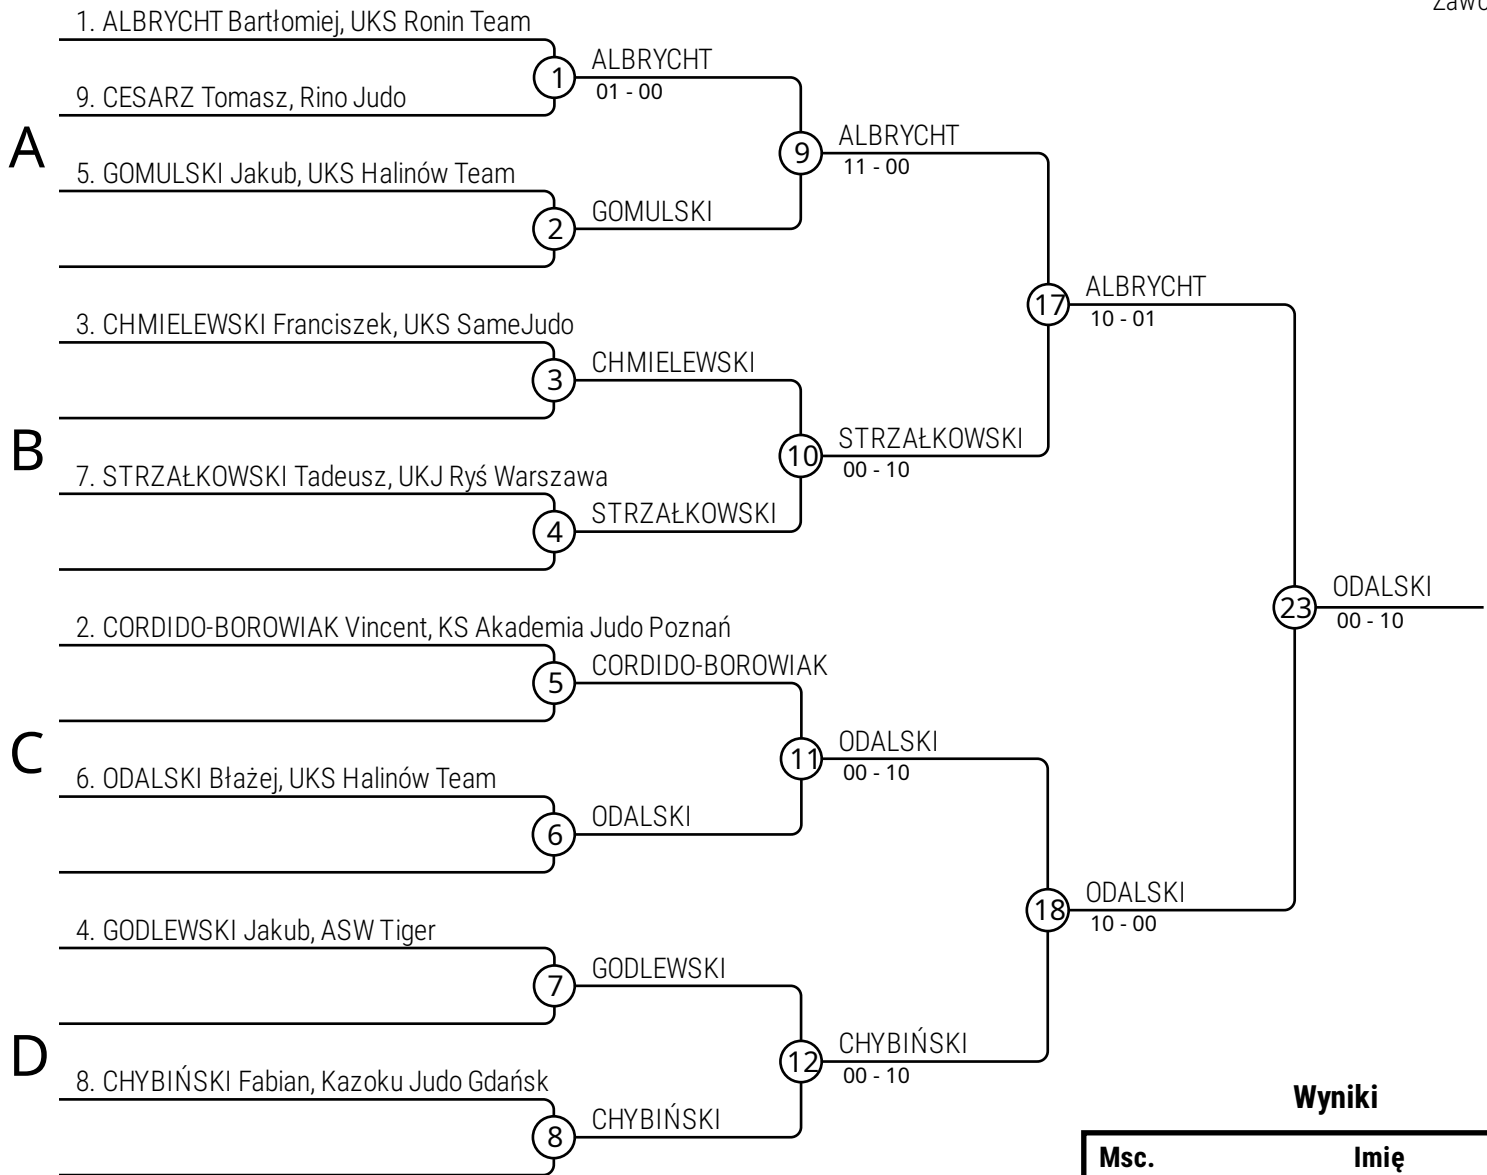 1. ALBRYCHT Bartłomiej, UKS Ronin Team
9. CESARZ Tomasz, Rino Judo
1
ALBRYCHT
01 - 00
A
5. GOMULSKI Jakub, UKS Halinów Team
2
GOMULSKI
9
ALBRYCHT
11 - 00
3. CHMIELEWSKI Franciszek, UKS SameJudo
3
CHMIELEWSKI
B
7. STRZAŁKOWSKI Tadeusz, UKJ Ryś Warszawa
4
STRZAŁKOWSKI
10
STRZAŁKOWSKI
00 - 10
17
ALBRYCHT
10 - 01
2. CORDIDO-BOROWIAK Vincent, KS Akademia Judo Poznań
5
CORDIDO-BOROWIAK
C
6. ODALSKI Błażej, UKS Halinów Team
6
ODALSKI
11
ODALSKI
00 - 10
4. GODLEWSKI Jakub, ASW Tiger
7
GODLEWSKI
D
8. CHYBIŃSKI Fabian, Kazoku Judo Gdańsk
8
CHYBIŃSKI
12
CHYBIŃSKI
00 - 10
18
ODALSKI
10 - 00
23
ODALSKI
00 - 10
Wyniki
Msc. Imię